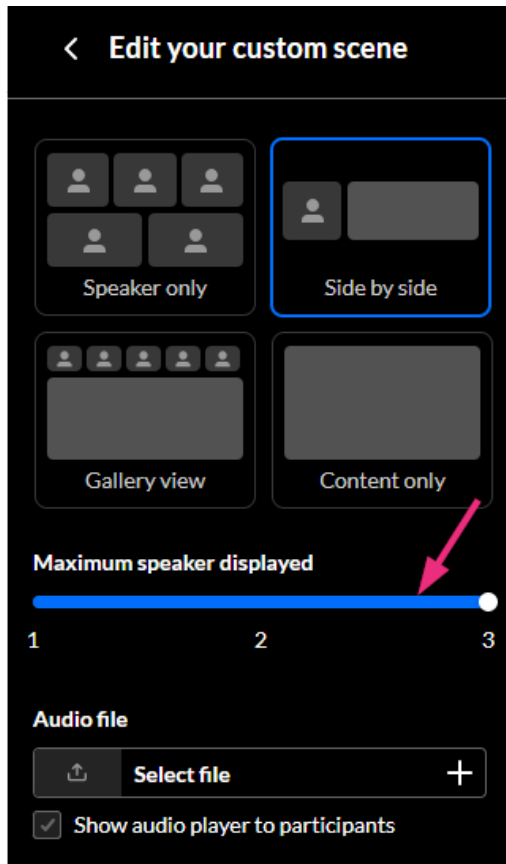 Edit your custom scene
Speaker only
Side by side
Gallery view
Content only
Maximum speaker displayed
1 2 3
Audio file
Select file
Show audio player to participants